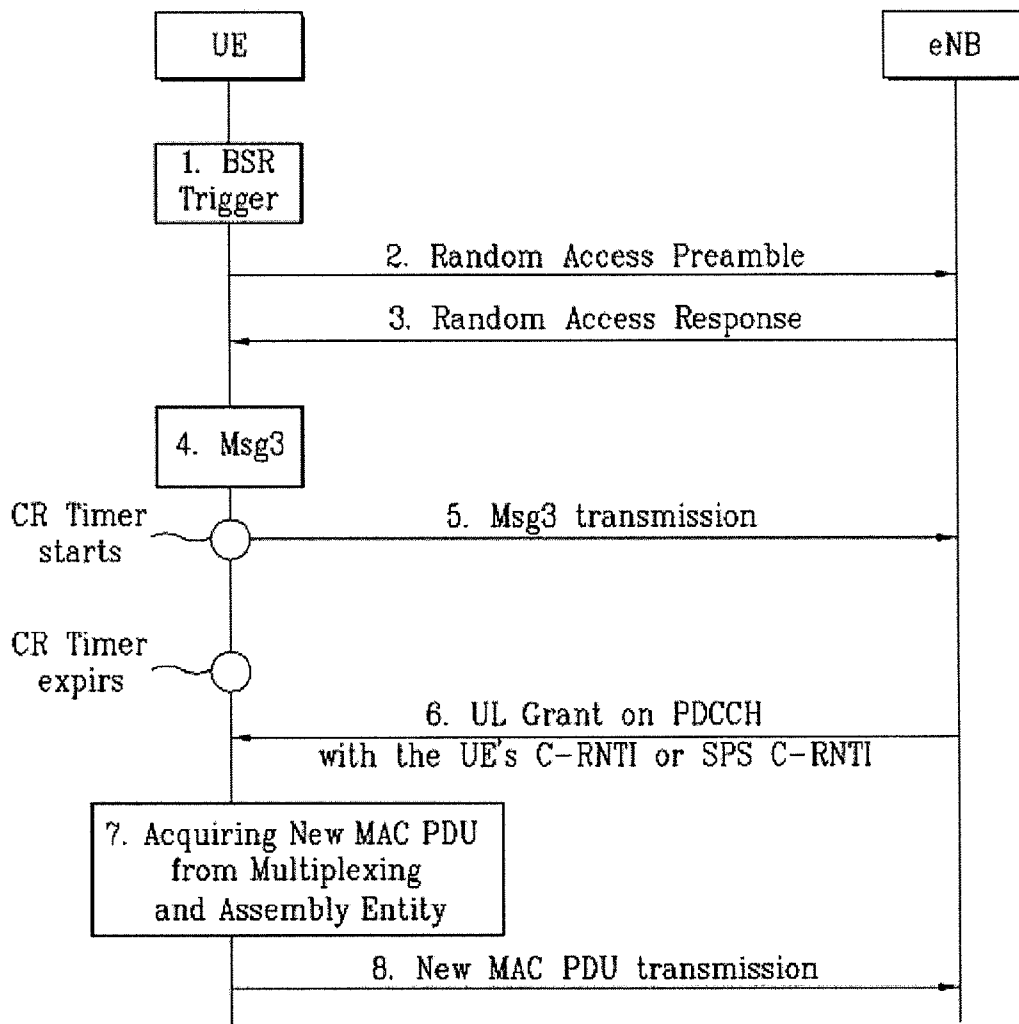 UE
eNB
1. BSR
Trigger
2. Random Access Preamble
3. Random Access Response
4. Msg3
CR Timer
starts
5. Msg3 transmission
CR Timer
expirs
6. UL Grant on PDCCH
with the UE's C-RNTI or SPS C-RNTI
7. Acquiring New MAC PDU
from Multiplexing
and Assembly Entity
8. New MAC PDU transmission